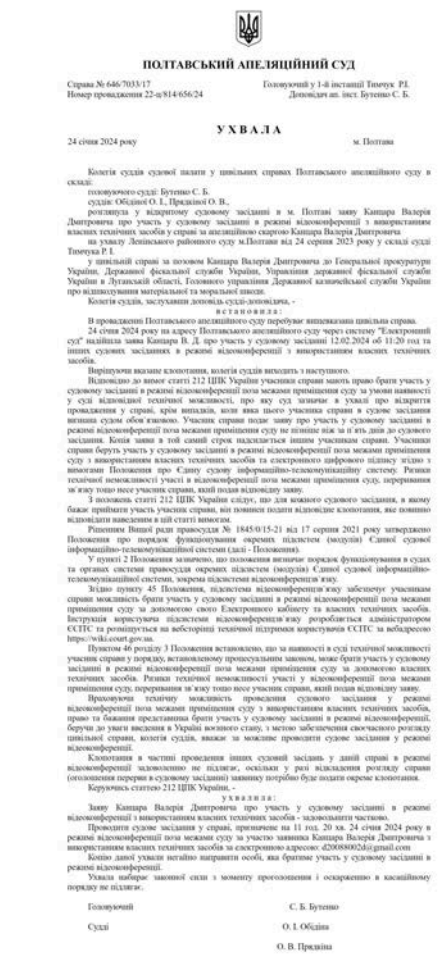 ПОЛТАВСЬКИЙ АПЕЛЯЦІЙНИЙ СУД
Справа № 646/7033/17 Головуючий у 1-й інстанції Тимчук Р.І.
Номер провадження 22-ц/814/656/24 Доповідач ап. інст. Бутенко С. Б.
У Х В А Л А
24 січня 2024 року м. Полтава
Колегія суддів судової палати у цивільних справах Полтавського апеляційного суду в
складі:
головуючого судді: Бутенко С. Б.
суддів: Обідіної О. І., Прядкіної О. В.,
розглянула у відкритому судовому засіданні в м. Полтаві заяву Канцара Валерія
Дмитровича про участь у судовому засіданні в режимі відеоконференції з використанням
власних технічних засобів у справі за апеляційною скаргою Канцара Валерія Дмитровича
на ухвалу Ленінського районного суду м.Полтави від 24 серпня 2023 року у складі судді
Тимчука Р. І.
у цивільній справі за позовом Канцара Валерія Дмитровича до Генеральної прокуратури
України, Державної фіскальної служби України, Управління державної фіскальної служби
України в Луганській області, Головного управління Державної казначейської служби України
про відшкодування матеріальної та моральної шкоди.
Колегія суддів, заслухавши доповідь судді-доповідача, -
в с т а н о в и л а :
В провадженні Полтавського апеляційного суду перебуває вищевказана цивільна справа.
24 січня 2024 року на адресу Полтавського апеляційного суду через систему "Електронний
суд" надійшла заява Канцара В. Д. про участь у судовому засіданні 12.02.2024 об 11:20 год та
інших судових засіданнях в режимі відеоконференції з використанням власних технічних
засобів.
Вирішуючи вказане клопотання, колегія суддів виходить з наступного.
Відповідно до вимог статті 212 ЦПК України учасники справи мають право брати участь у
судовому засіданні в режимі відеоконференції поза межами приміщення суду за умови наявності
у суді відповідної технічної можливості, про яку суд зазначає в ухвалі про відкриття
провадження у справі, крім випадків, коли явка цього учасника справи в судове засідання
визнана судом обов'язковою. Учасник справи подає заяву про участь у судовому засіданні в
режимі відеоконференції поза межами приміщення суду не пізніше ніж за п'ять днів до судового
засідання. Копія заяви в той самий строк надсилається іншим учасникам справи. Учасники
справи беруть участь у судовому засіданні в режимі відеоконференції поза межами приміщення
суду з використанням власних технічних засобів та електронного цифрового підпису згідно з
вимогами Положення про Єдину судову інформаційно-телекомунікаційну систему. Ризики
технічної неможливості участі в відеоконференції поза межами приміщення суду, переривання
зв`язку тощо несе учасник справи, який подав відповідну заяву.
З положень статті 212 ЦПК України слідує, що для кожного судового засідання, в якому
бажає приймати участь учасник справи, він повинен подати відповідне клопотання, яке повинно
відповідати наведеним в цій статті вимогам.
Рішенням Вищої ради правосуддя № 1845/0/15-21 від 17 серпня 2021 року затверджено
Положення про порядок функціонування окремих підсистем (модулів) Єдиної судової
інформаційно-телекомунікаційної системи (далі - Положення).
У пункті 2 Положення зазначено, що положення визначає порядок функціонування в судах
та органах системи правосуддя окремих підсистем (модулів) Єдиної судової інформаційно-
телекомунікаційної системи, зокрема підсистеми відеоконференцзв`язку.
Згідно пункту 45 Положення, підсистема відеоконференцзв`язку забезпечує учасникам
справи можливість брати участь у судовому засіданні в режимі відеоконференції поза межами
приміщення суду за допомогою свого Електронного кабінету та власних технічних засобів.
Інструкція користувача підсистеми відеоконференцзв`язку розробляється адміністратором
ЄСІТС та розміщується на вебсторінці технічної підтримки користувачів ЄСІТС за вебадресою
https://wiki.court.gov.ua.
Пунктом 46 розділу 3 Положення встановлено, що за наявності в суді технічної можливості
учасник справи у порядку, встановленому процесуальним законом, може брати участь у судовому
засіданні в режимі відеоконференції поза межами приміщення суду за допомогою власних
технічних засобів. Ризики технічної неможливості участі у відеоконференції поза межами
приміщення суду, переривання зв`язку тощо несе учасник справи, який подав відповідну заяву.
Враховуючи технічну можливість проведення судового засідання у режимі
відеоконференції поза межами приміщення суду з використанням власних технічних засобів,
право та бажання представника брати участь у судовому засіданні в режимі відеоконференції,
беручи до уваги введення в Україні воєнного стану, з метою забезпечення своєчасного розгляду
цивільної справи, колегія суддів, вважає за можливе проводити судове засідання у режимі
відеоконференції.
Клопотання в частині проведення інших судовий засідань у даній справі в режимі
відеоконференції задоволенню не підлягає, оскільки у разі відкладення розгляду справи
(оголошення перерви в судовому засіданні) заявнику потрібно буде подати окреме клопотання.
Керуючись статтею 212 ЦПК України, -
у х в а л и л а :
Заяву Канцара Валерія Дмитровича про участь у судовому засіданні в режимі
відеоконференції з використанням власних технічних засобів - задовольнити частково.
Проводити судове засідання у справі, призначене на 11 год. 20 хв. 24 січня 2024 року в
режимі відеоконференції поза межами суду за участю заявника Канцара Валерія Дмитровича з
використанням власних технічних засобів за електронною адресою: d20088002d@gmail.com
Копію даної ухвали негайно направити особі, яка братиме участь у судовому засіданні в
режимі відеоконференції.
Ухвала набирає законної сили з моменту проголошення і оскарженню в касаційному
порядку не підлягає.
Головуючий С. Б. Бутенко
Судді О. І. Обідіна
О. В. Прядкіна